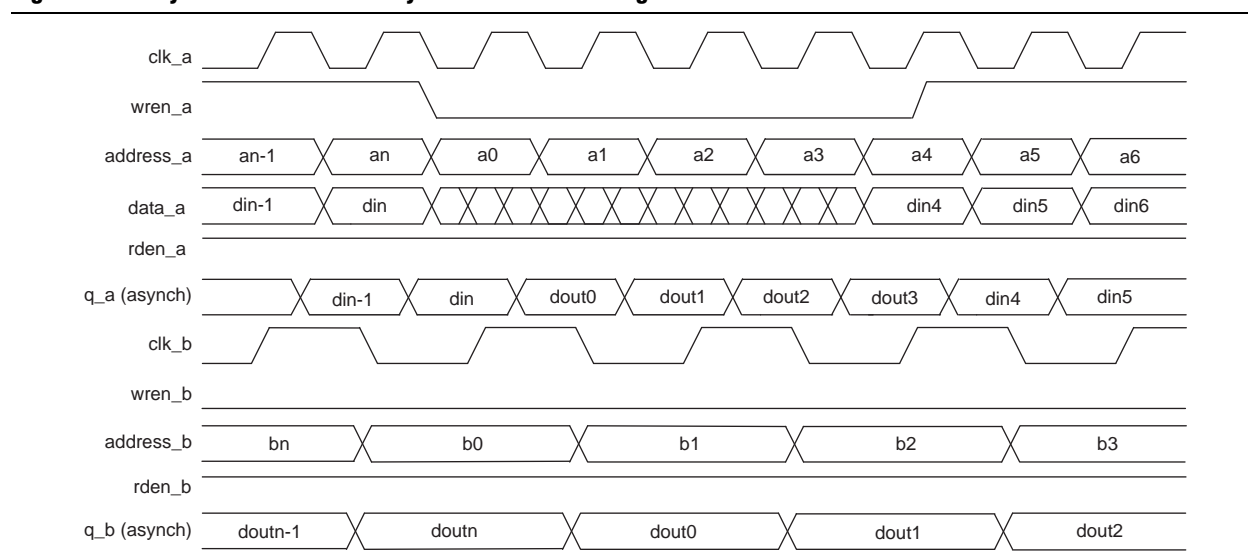 clk_a
wren_a
address_a an-1 an a0 a1 a2 a3 a4 a5 a6
data_a din-1 din din4 din5 din6
rden_a
q_a (asynch) din-1 din dout0 dout1 dout2 dout3 din4 din5
clk_b
wren_b
address_b bn b0 b1 b2 b3
rden_b
q_b (asynch) doutn-1 doutn dout0 dout1 dout2